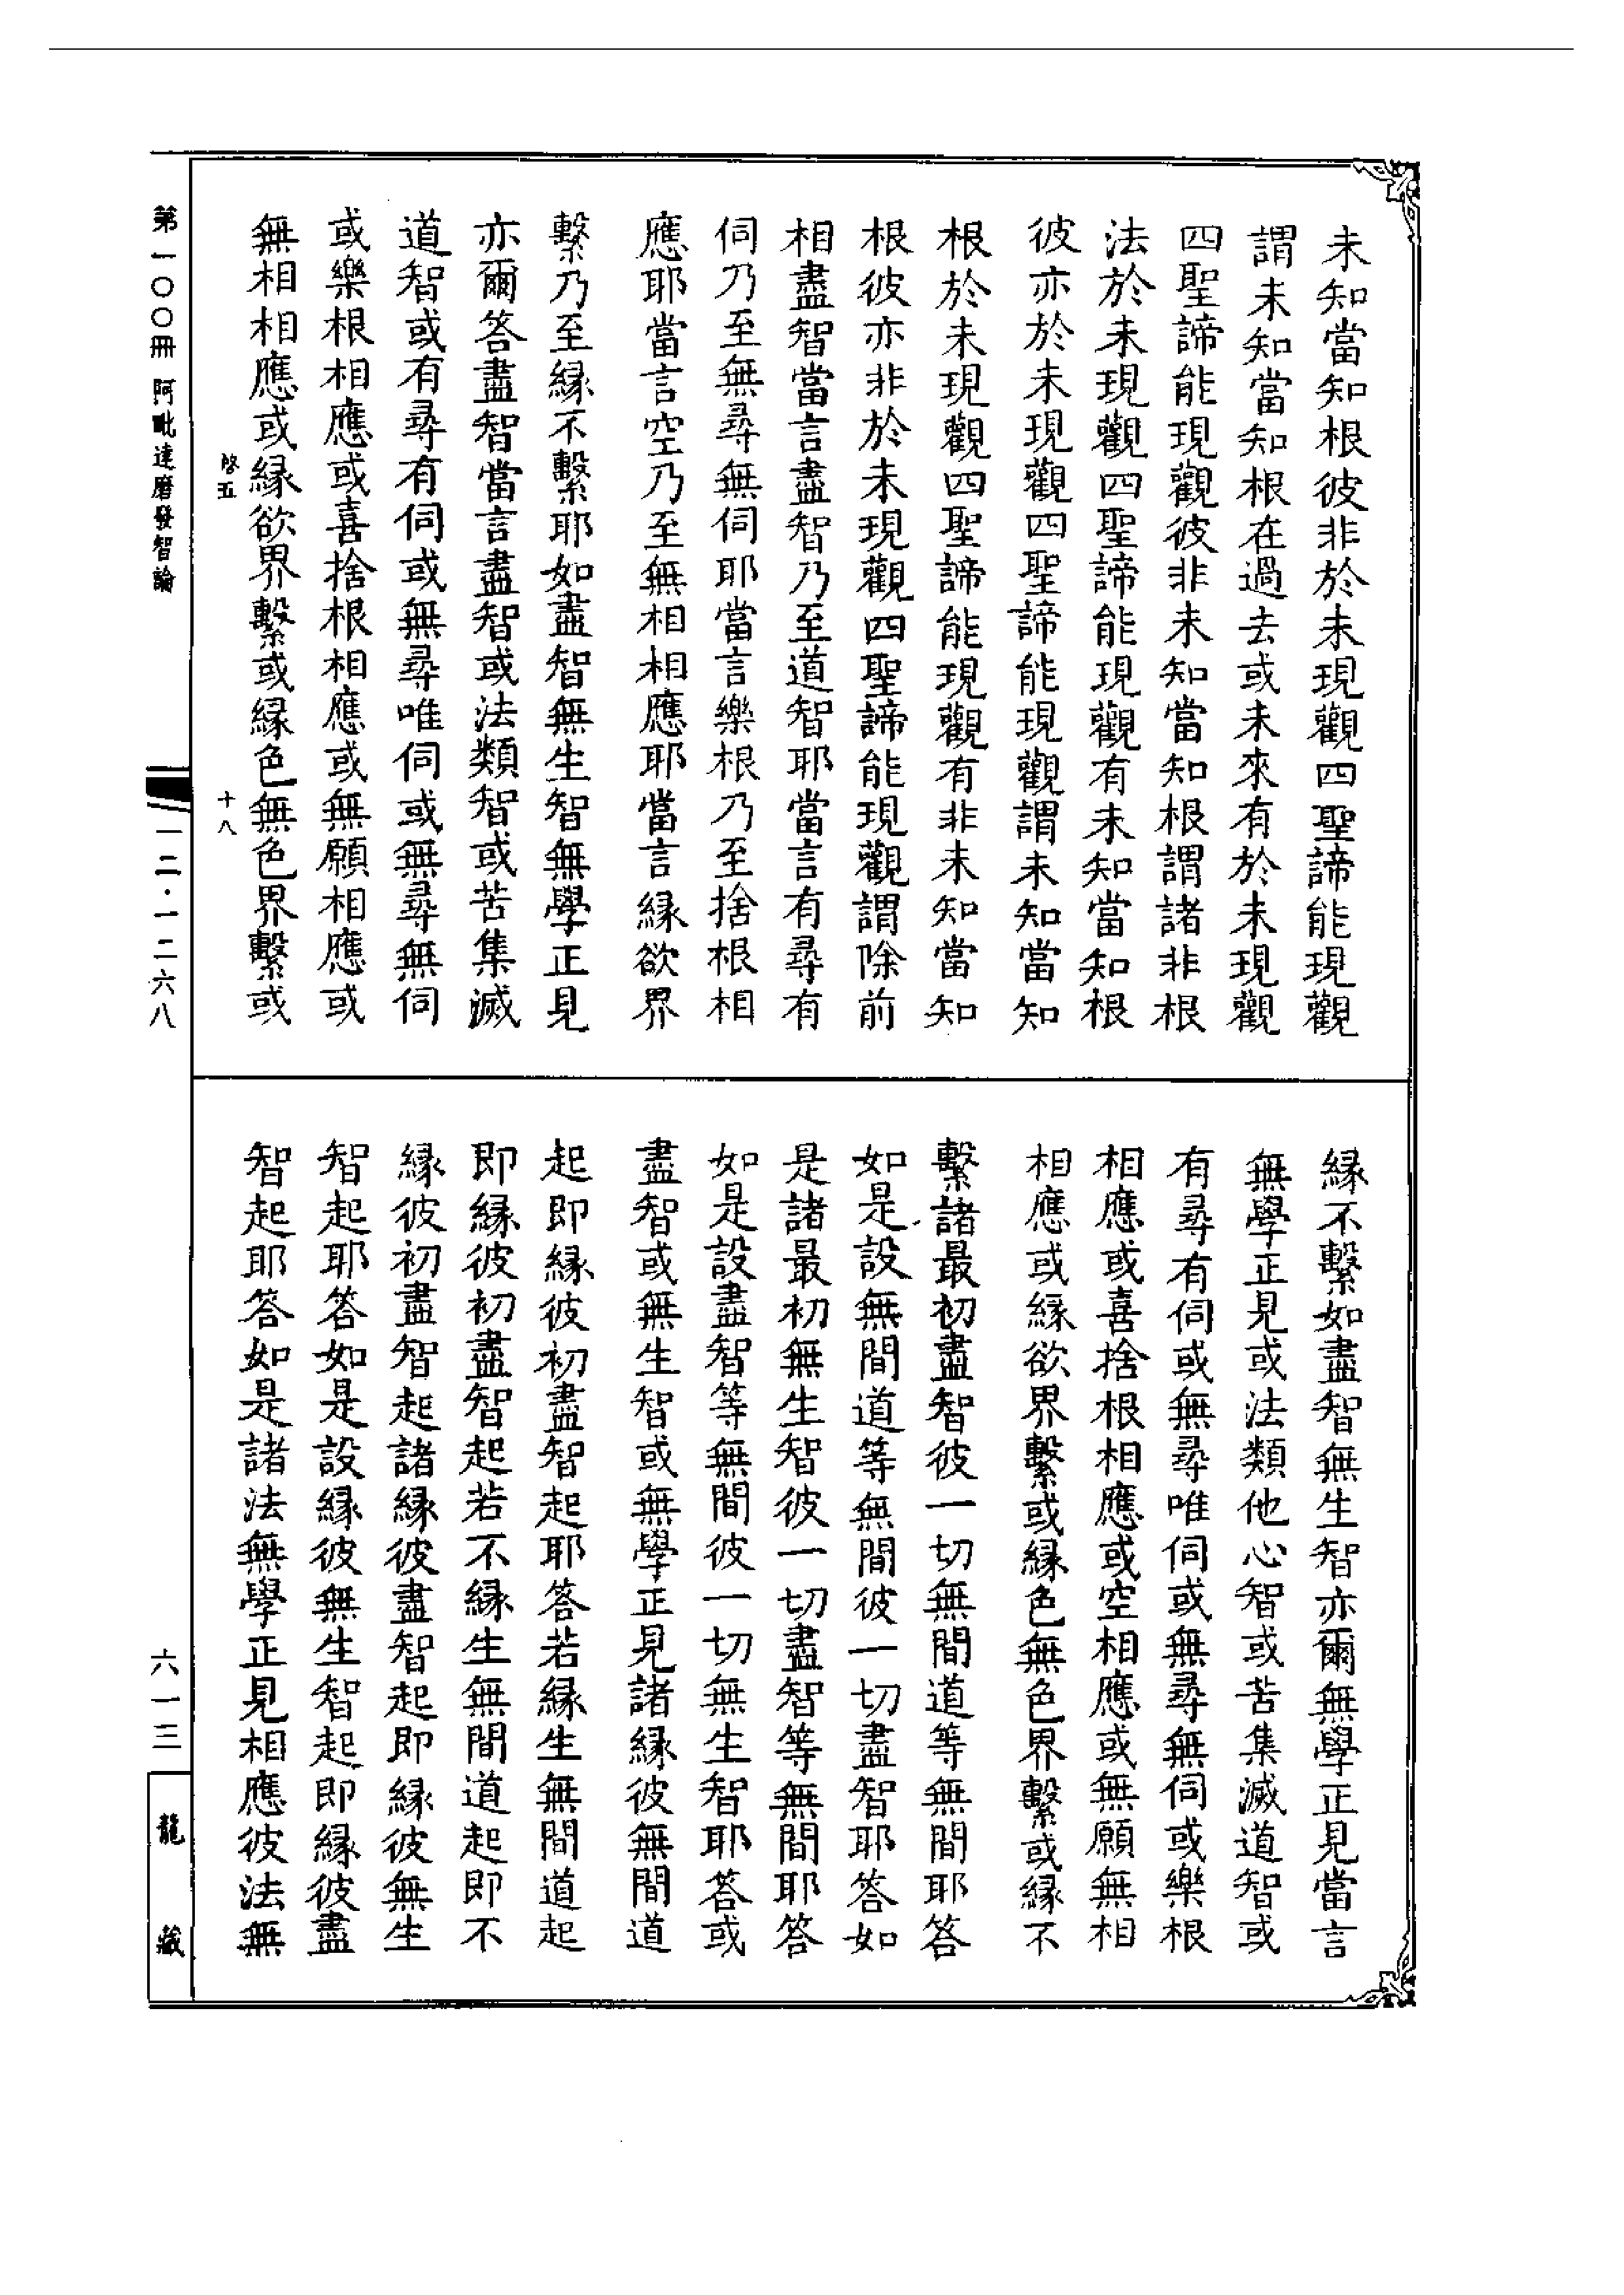 未知當知根彼非於未現觀四聖諦能現觀
謂未知當知根在過去或未來有於未現觀
四聖諦能現觀彼非未知當知根謂諸非根
法於未現觀四聖諦能現觀有未知當知根
彼亦於未現觀四聖諦能現觀謂未知當知
根於未現觀四聖諦能現觀有非未知當知
根彼亦非於未現觀四聖諦能現觀謂除前
相盡智當言盡智乃至道智耶當言有尋有
伺乃至無尋無伺耶當言樂根乃至捨根相
應耶當言空乃至無相相應耶當言緣欲界
繫乃至緣不繫耶如盡智無生智無學正見
亦爾答盡智當言盡智或法類智或苦集滅
道智或有尋有伺或無尋唯伺或無尋無伺
或樂根相應或喜捨根相應或無願相應或
無相相應或緣欲界繫或緣色無色界繫或
啓五
十八
緣不繫如盡智無生智亦爾無學正見當言
無學正見或法類他心智或苦集滅道智或
有尋有伺或無尋唯伺或無尋無伺或樂根
相應或喜捨根相應或空相應或無願無相
相應或緣欲界繫或緣色無色界繫或緣不
繫諸最初盡智彼一切無間道等無間耶答
如是設無間道等無間彼一切盡智耶答如
是諸最初無生智彼一切盡智等無間耶答
如是設盡智等無間彼一切無生智耶答或
盡智或無生智或無學正見諸緣彼無間道
起即緣彼初盡智起耶答若緣生無間道起
即緣彼初盡智起若不緣生無間道起即不
緣彼初盡智起諸緣彼盡智起即緣彼無生
智起耶答如是設緣彼無生智起即緣彼盡
智起耶答如是諸法無學正見相應彼法無
第一〇〇冊 阿毗達磨發智論
一二·一二六八
六一三
龍藏